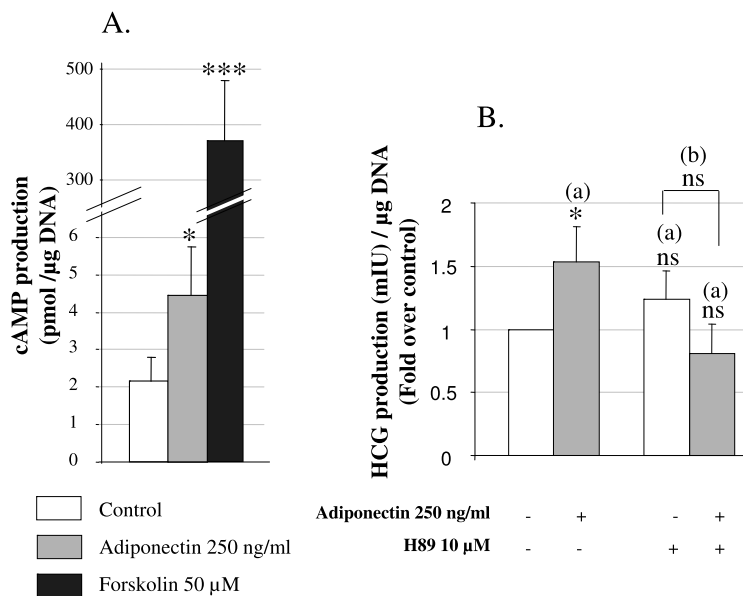 A.
cAMP production
(pmol /µg DNA)
500
400
300
6
5
4
3
2
1
0
*
***
Control
Adiponectin 250 ng/ml
Forskolin 50 µM
B.
HCG production (mIU) / µg DNA
(Fold over control)
2
1.5
1
0.5
0
(a)
*
(b)
ns
(a)
ns
(a)
ns
Adiponectin 250 ng/ml - + - +
H89 10 µM - - + +